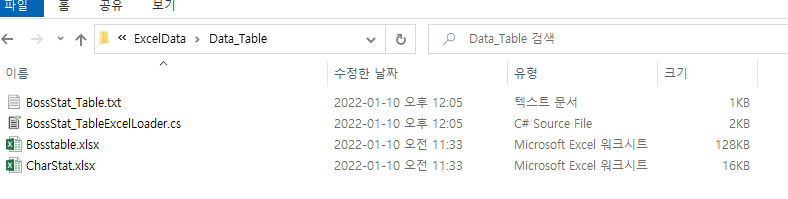 파일 홈 공유 보기
« ExcelData > Data_Table Data_Table 검색
이름 수정한 날짜 유형 크기
BossStat_Table.txt 2022-01-10 오후 12:05 텍스트 문서 1KB
BossStat_TableExcelLoader.cs 2022-01-10 오후 12:05 C# Source File 2KB
Bosstable.xlsx 2022-01-10 오전 11:33 Microsoft Excel 워크시트 128KB
CharStat.xlsx 2022-01-10 오전 11:33 Microsoft Excel 워크시트 16KB